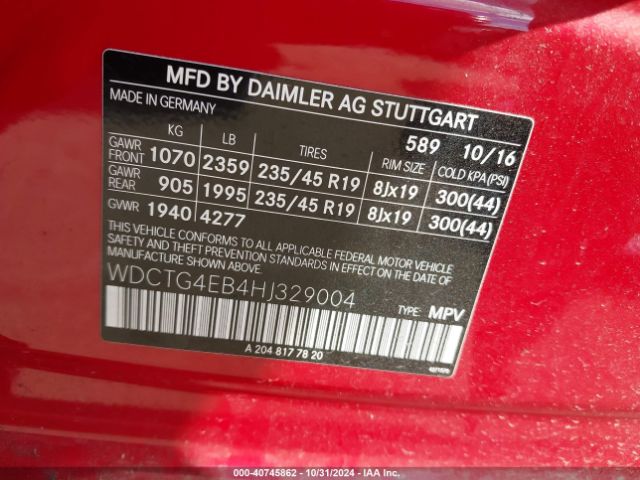 MFD BY DAIMLER AG STUTTGART
MADE IN GERMANY
589 10/16
KG LB TIRES RIM SIZE COLD KPA (PSI)
GAWR FRONT 1070 2359 235/45 R19 8Jx19 300(44)
GAWR REAR 905 1995 235/45 R19 8Jx19 300(44)
GVWR 1940 4277
THIS VEHICLE CONFORMS TO ALL APPLICABLE FEDERAL MOTOR VEHICLE
SAFETY AND THEFT PREVENTION STANDARDS IN EFFECT ON THE DATE OF
MANUFACTURE SHOWN ABOVE.
WDCTG4EB4HJ329004
TYPE: MPV
A 204 817 78 20
000-40745862 • 10/31/2024 • IAA Inc.